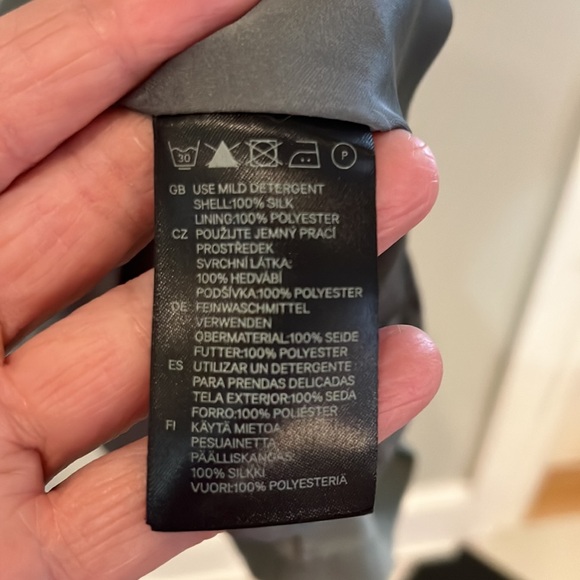 30 P
GB USE MILD DETERGENT
SHELL:100% SILK
LINING:100% POLYESTER
CZ POUŽIJTE JEMNÝ PRACÍ
PROSTŘEDEK
SVRCHNÍ LÁTKA:
100% HEDVÁBÍ
PODŠÍVKA:100% POLYESTER
DE FEINWASCHMITTEL
VERWENDEN
OBERMATERIAL:100% SEIDE
FUTTER:100% POLYESTER
ES UTILIZAR UN DETERGENTE
PARA PRENDAS DELICADAS
TELA EXTERIOR:100% SEDA
FORRO:100% POLIÉSTER
FI KÄYTÄ MIETOA
PESUAINETTA
PÄÄLLISKANGAS:
100% SILKKI
VUORI:100% POLYESTERIÄ